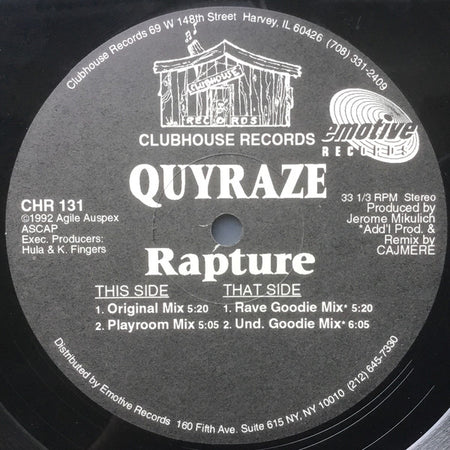 Clubhouse Records 69 W 148th Street Harvey, IL 60426 (708) 331-2409
CLUBHOUSE
RECORDS
CLUBHOUSE RECORDS
emotive
RECORDS
QUYRAZE
CHR 131
©1992 Agile Auspex
ASCAP
Exec. Producers:
Hula & K. Fingers
33 1/3 RPM Stereo
Produced by
Jerome Mikulich
*Add'l Prod. &
Remix by
CAJMERE
Rapture
THIS SIDE
1. Original Mix 5:20
2. Playroom Mix 5:05
THAT SIDE
1. Rave Goodie Mix* 5:20
2. Und. Goodie Mix* 6:05
Distributed by Emotive Records 160 Fifth Ave. Suite 615 NY, NY 10010 (212) 645-7330